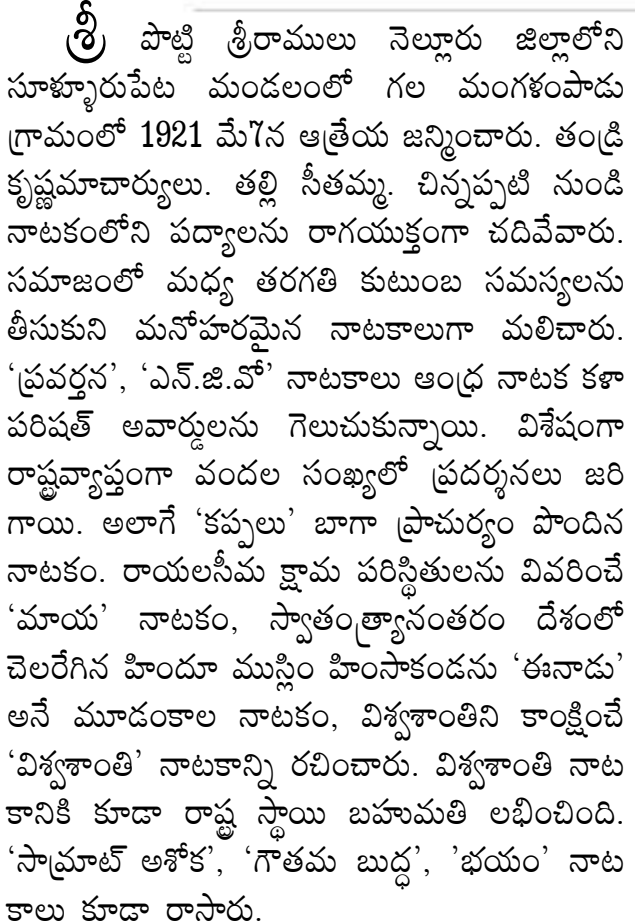 శ్రీ పొట్టి శ్రీరాములు నెల్లూరు జిల్లాలోని
సూళ్ళూరుపేట మండలంలో గల మంగళంపాడు
గ్రామంలో 1921 మే7న ఆత్రేయ జన్మించారు. తండ్రి
కృష్ణమాచార్యులు. తల్లి సీతమ్మ. చిన్నప్పటి నుండి
నాటకంలోని పద్యాలను రాగయుక్తంగా చదివేవారు.
సమాజంలో మధ్య తరగతి కుటుంబ సమస్యలను
తీసుకుని మనోహరమైన నాటకాలుగా మలిచారు.
‘ప్రవర్తన’, ‘ఎన్.జి.వో’ నాటకాలు ఆంధ్ర నాటక కళా
పరిషత్ అవార్డులను గెలుచుకున్నాయి. విశేషంగా
రాష్ట్రవ్యాప్తంగా వందల సంఖ్యలో ప్రదర్శనలు జరి
గాయి. అలాగే ‘కప్పలు’ బాగా ప్రాచుర్యం పొందిన
నాటకం. రాయలసీమ క్షామ పరిస్థితులను వివరించే
‘మాయ’ నాటకం, స్వాతంత్ర్యానంతరం దేశంలో
చెలరేగిన హిందూ ముస్లిం హింసాకండను ‘ఈనాడు’
అనే మూడంకాల నాటకం, విశ్వశాంతిని కాంక్షించే
‘విశ్వశాంతి’ నాటకాన్ని రచించారు. విశ్వశాంతి నాట
కానికి కూడా రాష్ట్ర స్థాయి బహుమతి లభించింది.
‘సామ్రాట్ అశోక’, ‘గౌతమ బుద్ధ’, ’భయం’ నాట
కాలు కూడా రాసారు.